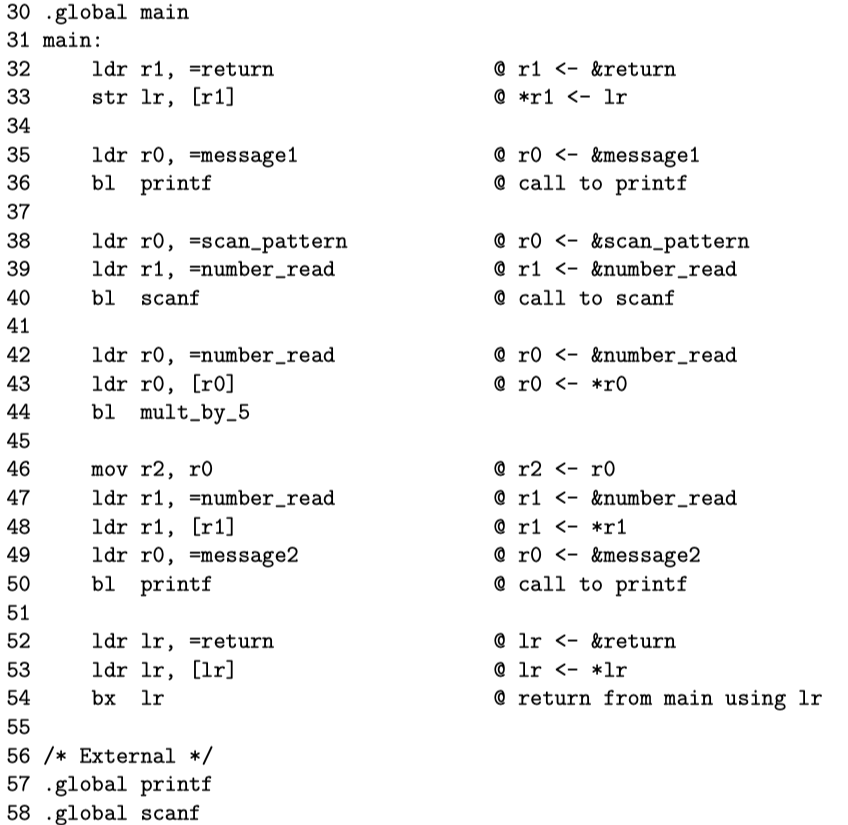 30 .global main
31 main:
32     ldr r1, =return                    @ r1 <- &return
33     str lr, [r1]                       @ *r1 <- lr
34
35     ldr r0, =message1                  @ r0 <- &message1
36     bl  printf                         @ call to printf
37
38     ldr r0, =scan_pattern              @ r0 <- &scan_pattern
39     ldr r1, =number_read               @ r1 <- &number_read
40     bl  scanf                          @ call to scanf
41
42     ldr r0, =number_read               @ r0 <- &number_read
43     ldr r0, [r0]                       @ r0 <- *r0
44     bl  mult_by_5
45
46     mov r2, r0                         @ r2 <- r0
47     ldr r1, =number_read               @ r1 <- &number_read
48     ldr r1, [r1]                       @ r1 <- *r1
49     ldr r0, =message2                  @ r0 <- &message2
50     bl  printf                         @ call to printf
51
52     ldr lr, =return                    @ lr <- &return
53     ldr lr, [lr]                       @ lr <- *lr
54     bx  lr                             @ return from main using lr
55
56 /* External */
57 .global printf
58 .global scanf